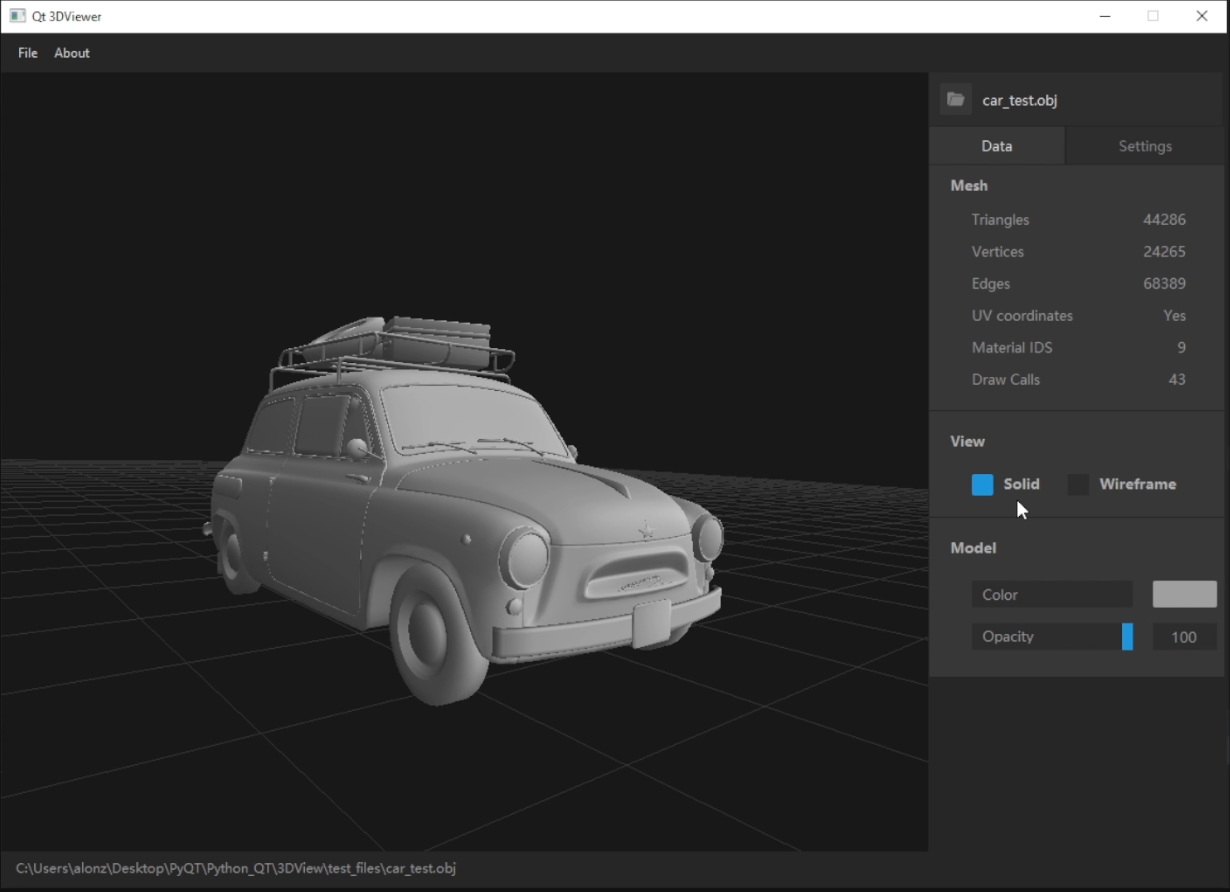 Qt 3DViewer
File About
car_test.obj
Data Settings
Mesh
Triangles 44286
Vertices 24265
Edges 68389
UV coordinates Yes
Material IDS 9
Draw Calls 43
View
Solid Wireframe
Model
Color
Opacity 100
C:\Users\alonz\Desktop\PyQT\Python_QT\3DView\test_files\car_test.obj